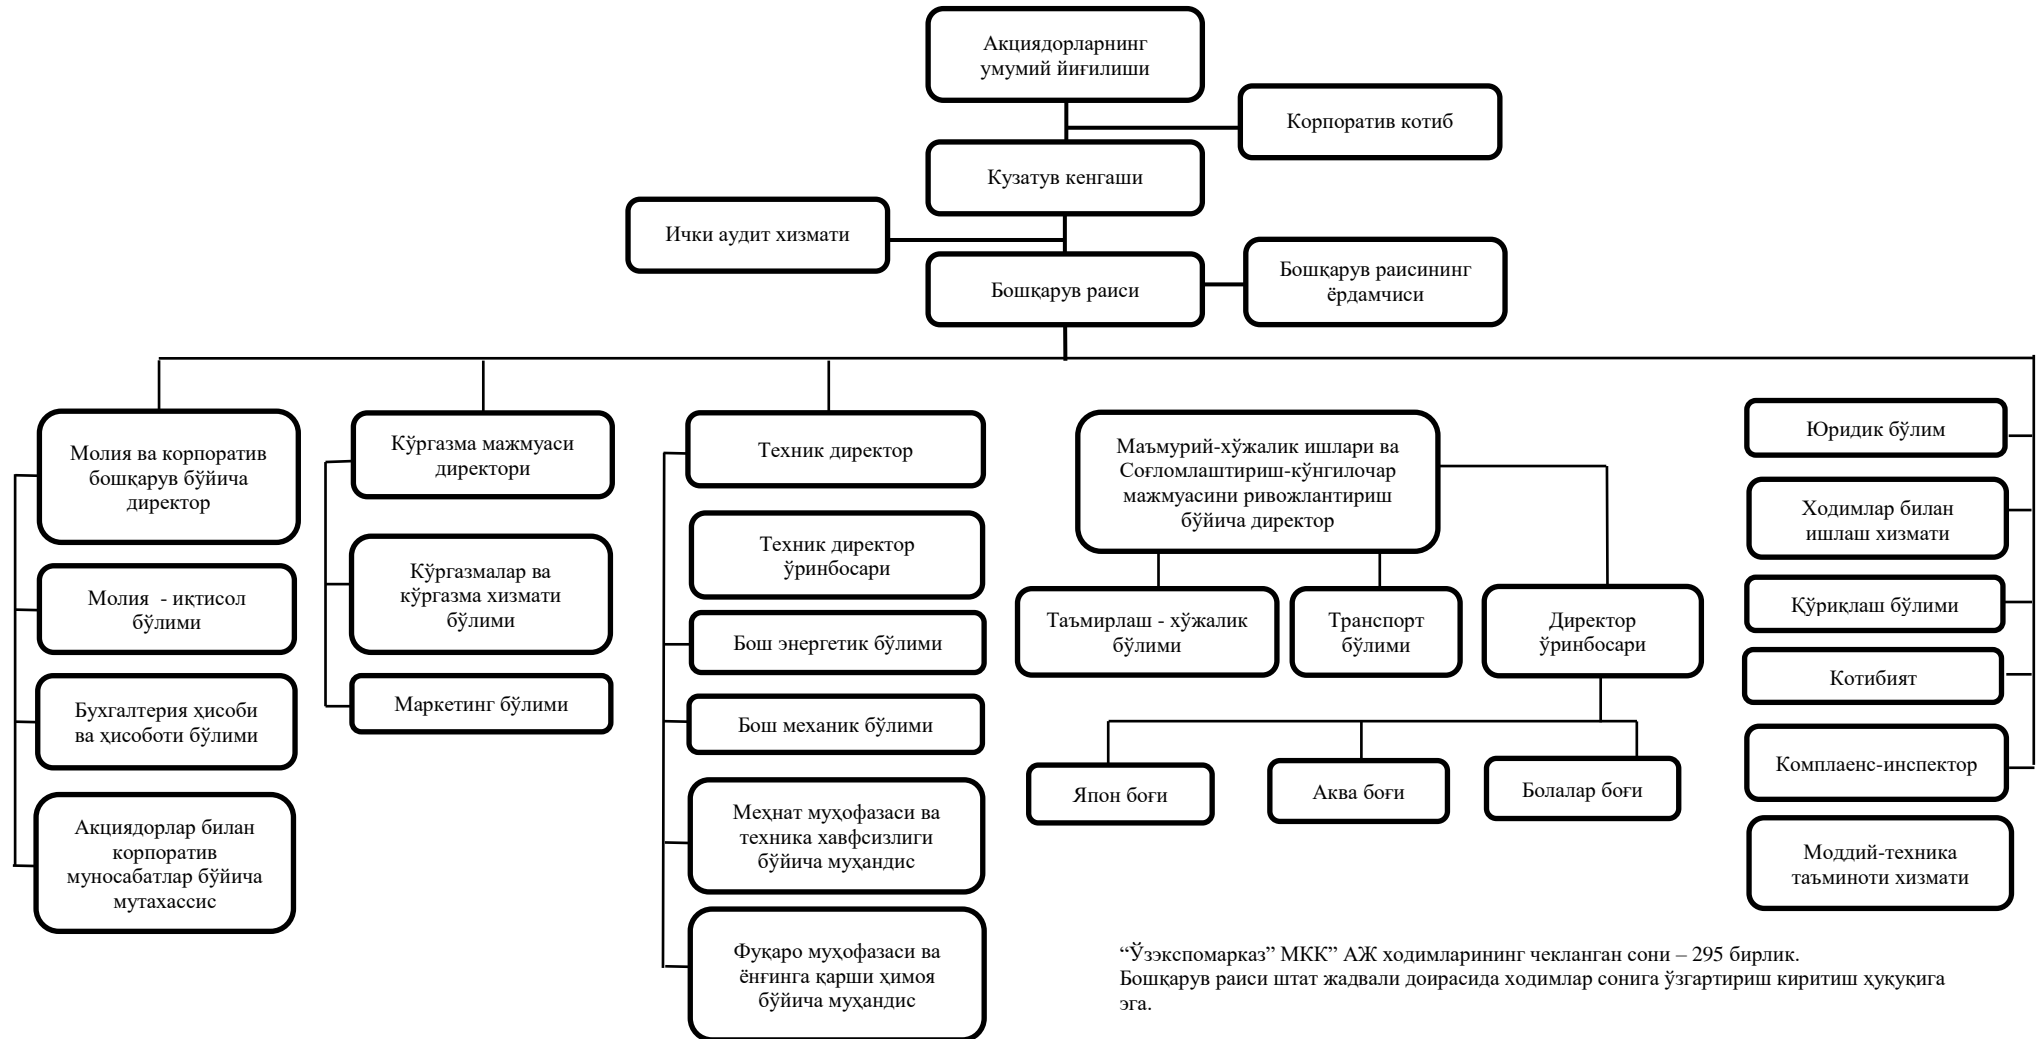 Акциядорларнинг
умумий йиғилиши
Корпоратив котиб
Кузатув кенгаши
Ички аудит хизмати
Бошқарув раиси
Бошқарув раисининг
ёрдамчиси
Молия ва корпоратив
бошқарув бўйича
директор
Молия - иқтисол
бўлими
Бухгалтерия ҳисоби
ва ҳисоботи бўлими
Акциядорлар билан
корпоратив
муносабатлар бўйича
мутахассис
Кўргазма мажмуаси
директори
Кўргазмалар ва
кўргазма хизмати
бўлими
Маркетинг бўлими
Техник директор
Техник директор
ўринбосари
Бош энергетик бўлими
Бош механик бўлими
Меҳнат муҳофазаси ва
техника хавфсизлиги
бўйича муҳандис
Фуқаро муҳофазаси ва
ёнғинга қарши ҳимоя
бўйича муҳандис
Маъмурий-хўжалик ишлари ва
Соғломлаштириш-кўнгилочар
мажмуасини ривожлантириш
бўйича директор
Таъмирлаш - хўжалик
бўлими
Транспорт
бўлими
Директор
ўринбосари
Япон боғи
Аква боғи
Болалар боғи
Юридик бўлим
Ходимлар билан
ишлаш хизмати
Қўриқлаш бўлими
Котибият
Комплаенс-инспектор
Моддий-техника
таъминоти хизмати
“Ўзэкспомарказ” МКК” АЖ ходимларининг чекланган сони – 295 бирлик.
Бошқарув раиси штат жадвали доирасида ходимлар сонига ўзгартириш киритиш ҳуқуқига
эга.